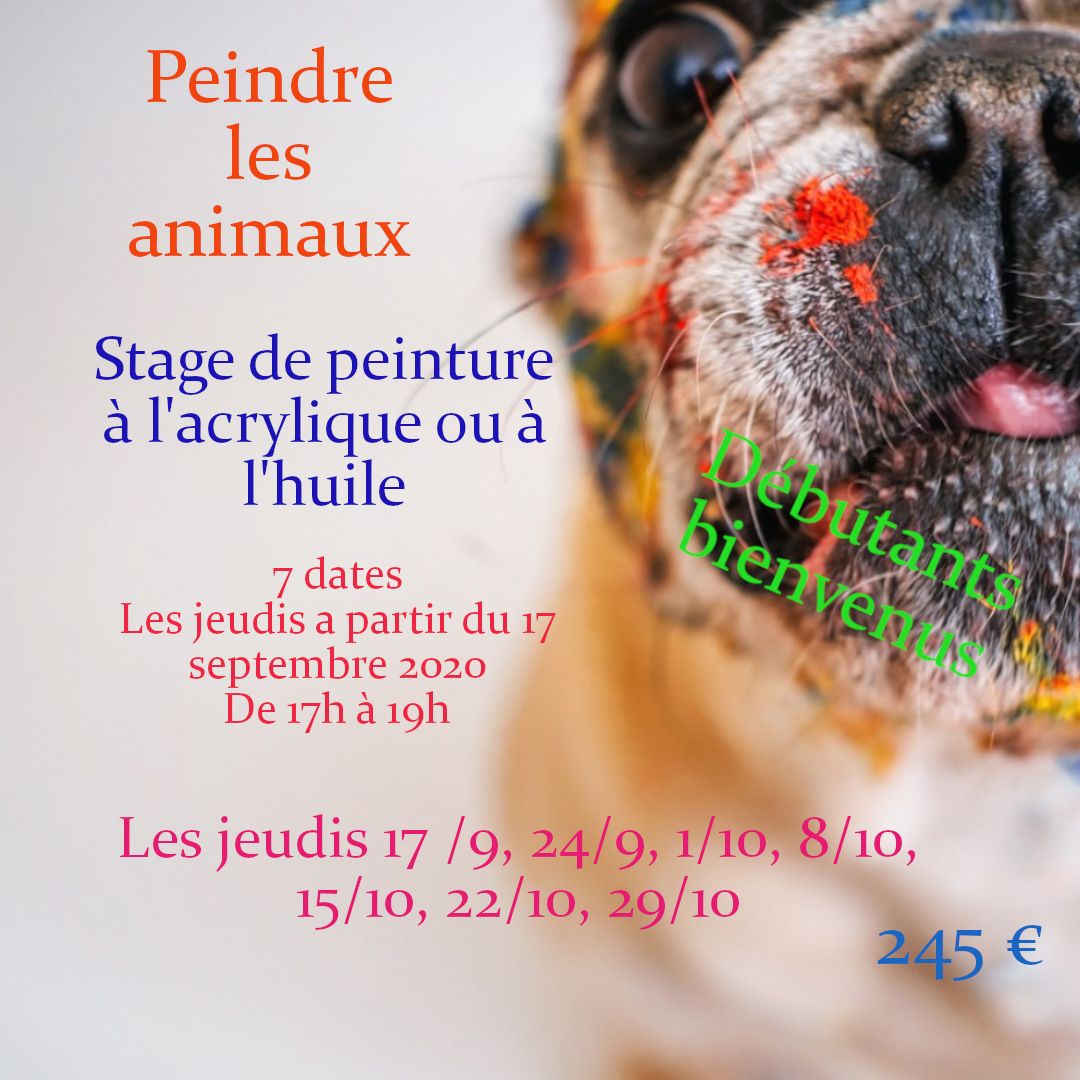 Peindre
les
animaux
Stage de peinture
à l'acrylique ou à
l'huile
Débutants
bienvenus
7 dates
Les jeudis a partir du 17
septembre 2020
De 17h à 19h
Les jeudis 17 /9, 24/9, 1/10, 8/10,
15/10, 22/10, 29/10
245 €